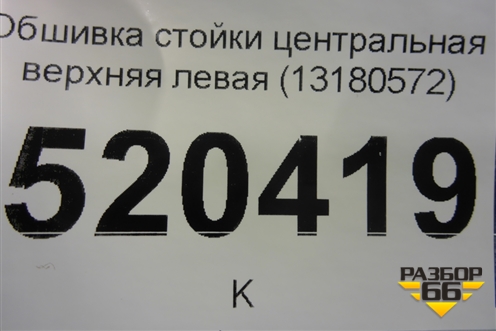 Обшивка стойки центральная
верхняя левая (13180572)
520419
К
РАЗБОР
66